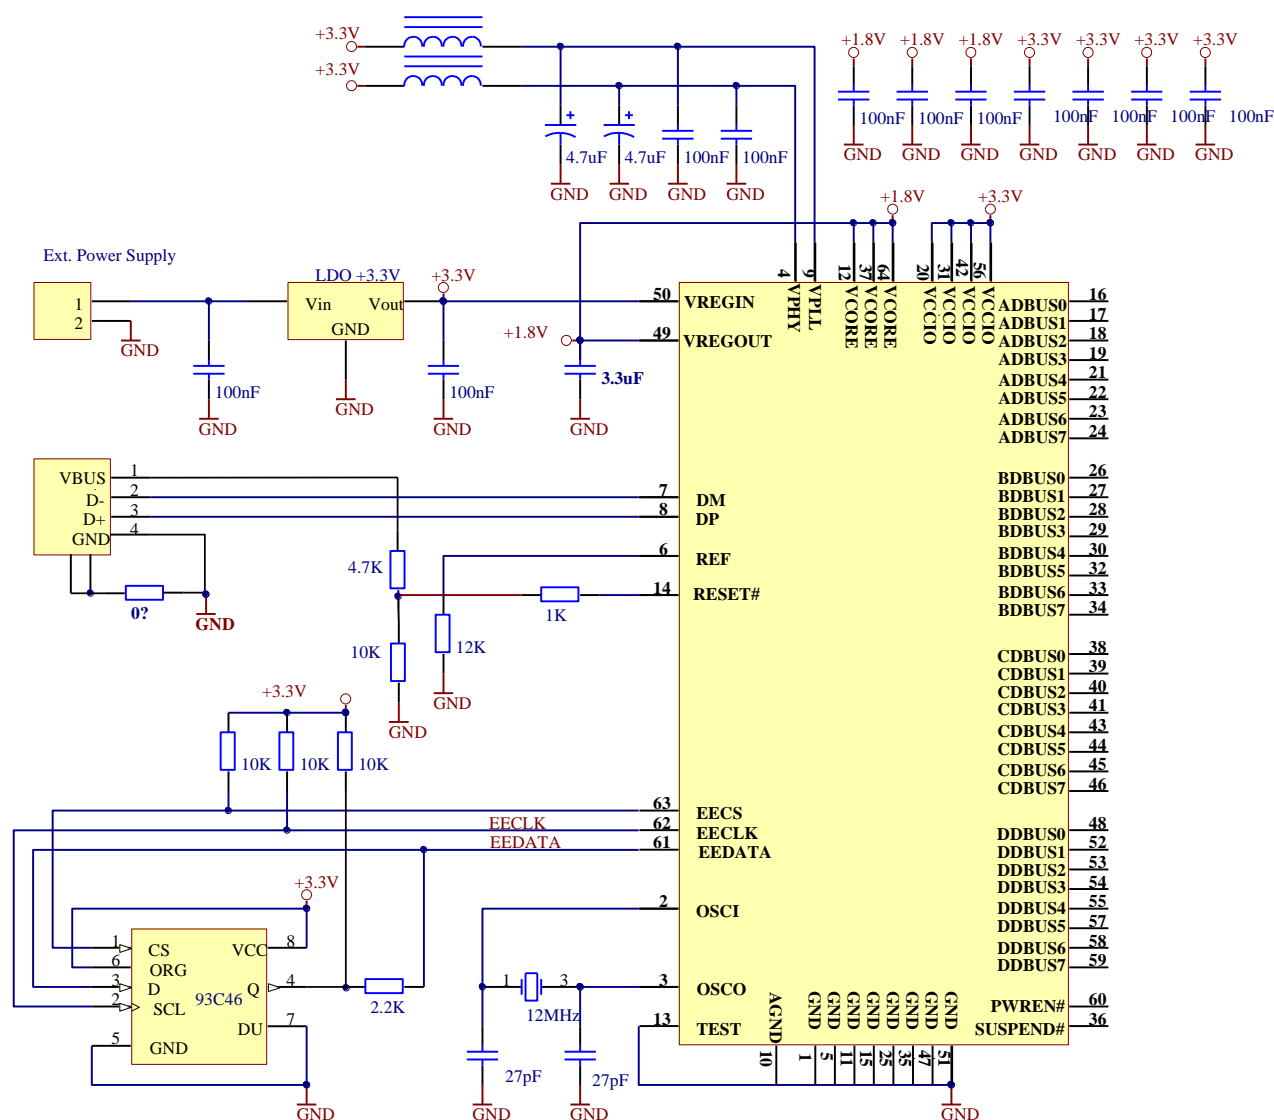 +3.3V
+3.3V
4.7uF
4.7uF
100nF
100nF
GND
GND
GND
GND
+1.8V
+1.8V
+1.8V
+3.3V
+3.3V
+3.3V
+3.3V
100nF
100nF
100nF
100nF
100nF
100nF
100nF
GND
GND
GND
GND
GND
GND
GND
+1.8V
+3.3V
Ext. Power Supply
1
2
GND
100nF
GND
LDO +3.3V
Vin
Vout
GND
GND
+3.3V
100nF
GND
+1.8V
3.3uF
GND
VBUS 1
D- 2
D+ 3
GND 4
0?
GND
4.7K
10K
GND
1K
12K
GND
+3.3V
10K
10K
10K
EECLK
EEDATA
+3.3V
1 CS
6 ORG
3 D
2 SCL
5 GND
93C46
VCC 8
Q 4
DU 7
GND
2.2K
1
3
12MHz
27pF
27pF
GND
GND
50 VREGIN
49 VREGOUT
7 DM
8 DP
6 REF
14 RESET#
63 EECS
62 EECLK
61 EEDATA
2 OSCI
3 OSCO
13 TEST
4 VPHY
9 VPLL
12 VCORE
37 VCORE
64 VCORE
20 VCCIO
31 VCCIO
42 VCCIO
56 VCCIO
ADBUS0 16
ADBUS1 17
ADBUS2 18
ADBUS3 19
ADBUS4 21
ADBUS5 22
ADBUS6 23
ADBUS7 24
BDBUS0 26
BDBUS1 27
BDBUS2 28
BDBUS3 29
BDBUS4 30
BDBUS5 32
BDBUS6 33
BDBUS7 34
CDBUS0 38
CDBUS1 39
CDBUS2 40
CDBUS3 41
CDBUS4 43
CDBUS5 44
CDBUS6 45
CDBUS7 46
DDBUS0 48
DDBUS1 52
DDBUS2 53
DDBUS3 54
DDBUS4 55
DDBUS5 57
DDBUS6 58
DDBUS7 59
PWREN# 60
SUSPEND# 36
AGND 10
GND 1
GND 5
GND 11
GND 15
GND 25
GND 35
GND 47
GND 51
GND